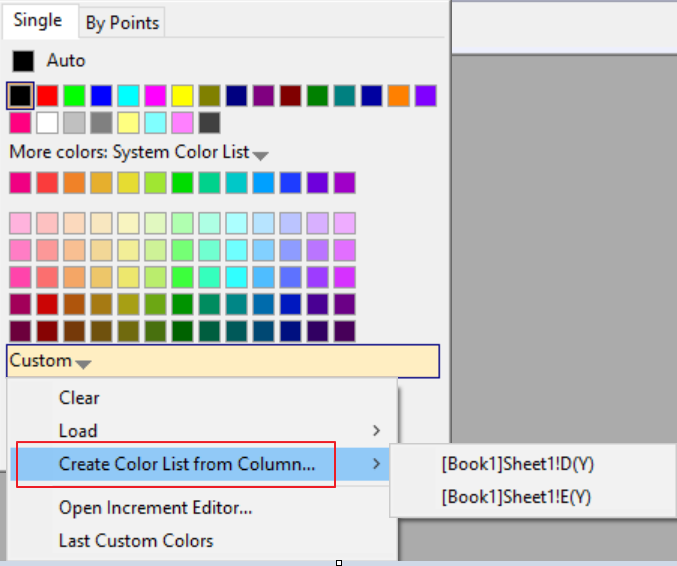 Single
By Points
Auto
More colors: System Color List
Custom
Clear
Load
Create Color List from Column...
[Book1]Sheet1!D(Y)
[Book1]Sheet1!E(Y)
Open Increment Editor...
Last Custom Colors